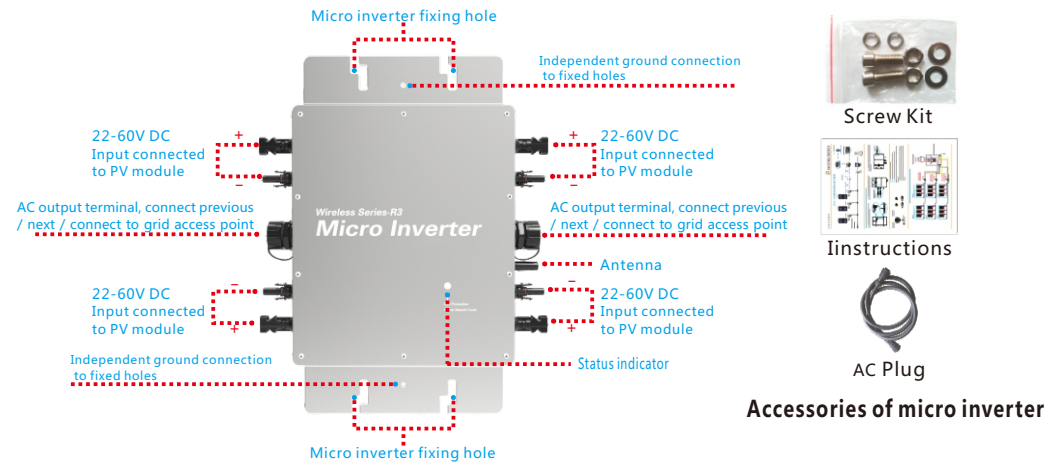 Micro inverter fixing hole
Independent ground connection
to fixed holes
22-60V DC
Input connected
to PV module
+
−
22-60V DC
Input connected
to PV module
+
−
AC output terminal, connect previous
/ next / connect to grid access point
Wireless Series-R3
Micro Inverter
AC output terminal, connect previous
/ next / connect to grid access point
Antenna
22-60V DC
Input connected
to PV module
−
+
22-60V DC
Input connected
to PV module
−
+
Independent ground connection
to fixed holes
Status indicator
Micro inverter fixing hole
Screw Kit
Iinstructions
AC Plug
Accessories of micro inverter